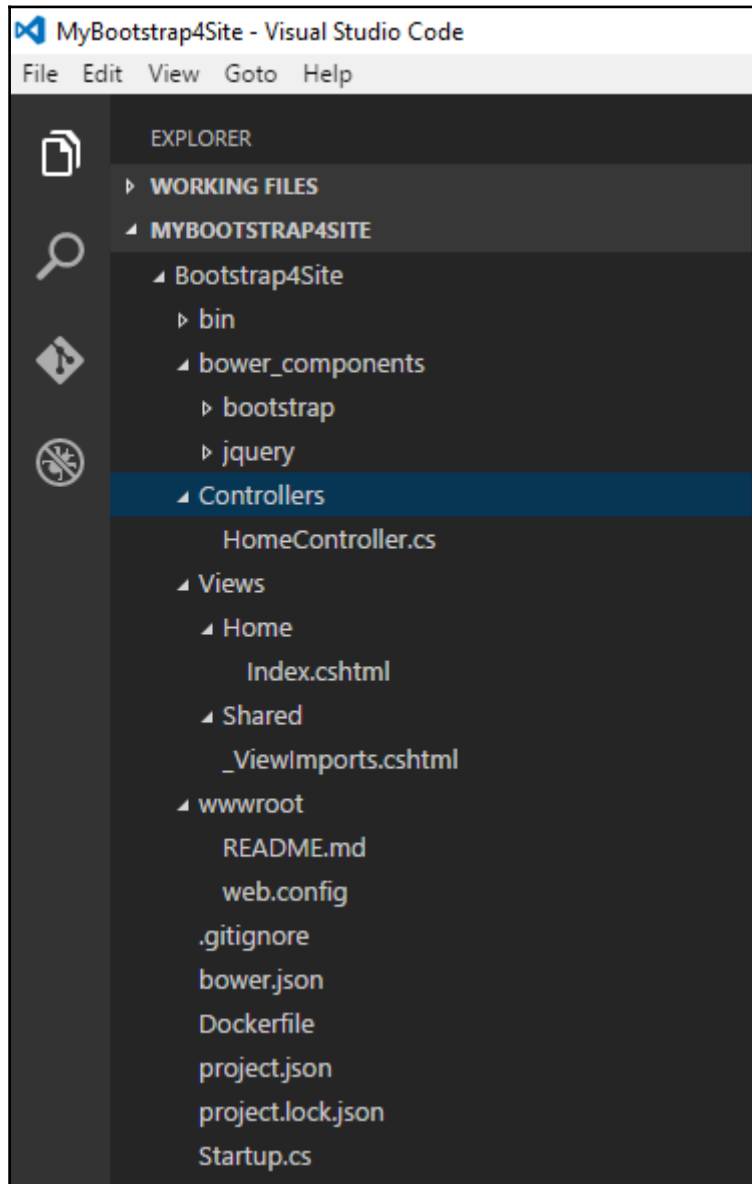 MyBootstrap4Site - Visual Studio Code
File Edit View Goto Help
EXPLORER
WORKING FILES
MYBOOTSTRAP4SITE
Bootstrap4Site
bin
bower_components
bootstrap
jquery
Controllers
HomeController.cs
Views
Home
Index.cshtml
Shared
_ViewImports.cshtml
wwwroot
README.md
web.config
.gitignore
bower.json
Dockerfile
project.json
project.lock.json
Startup.cs